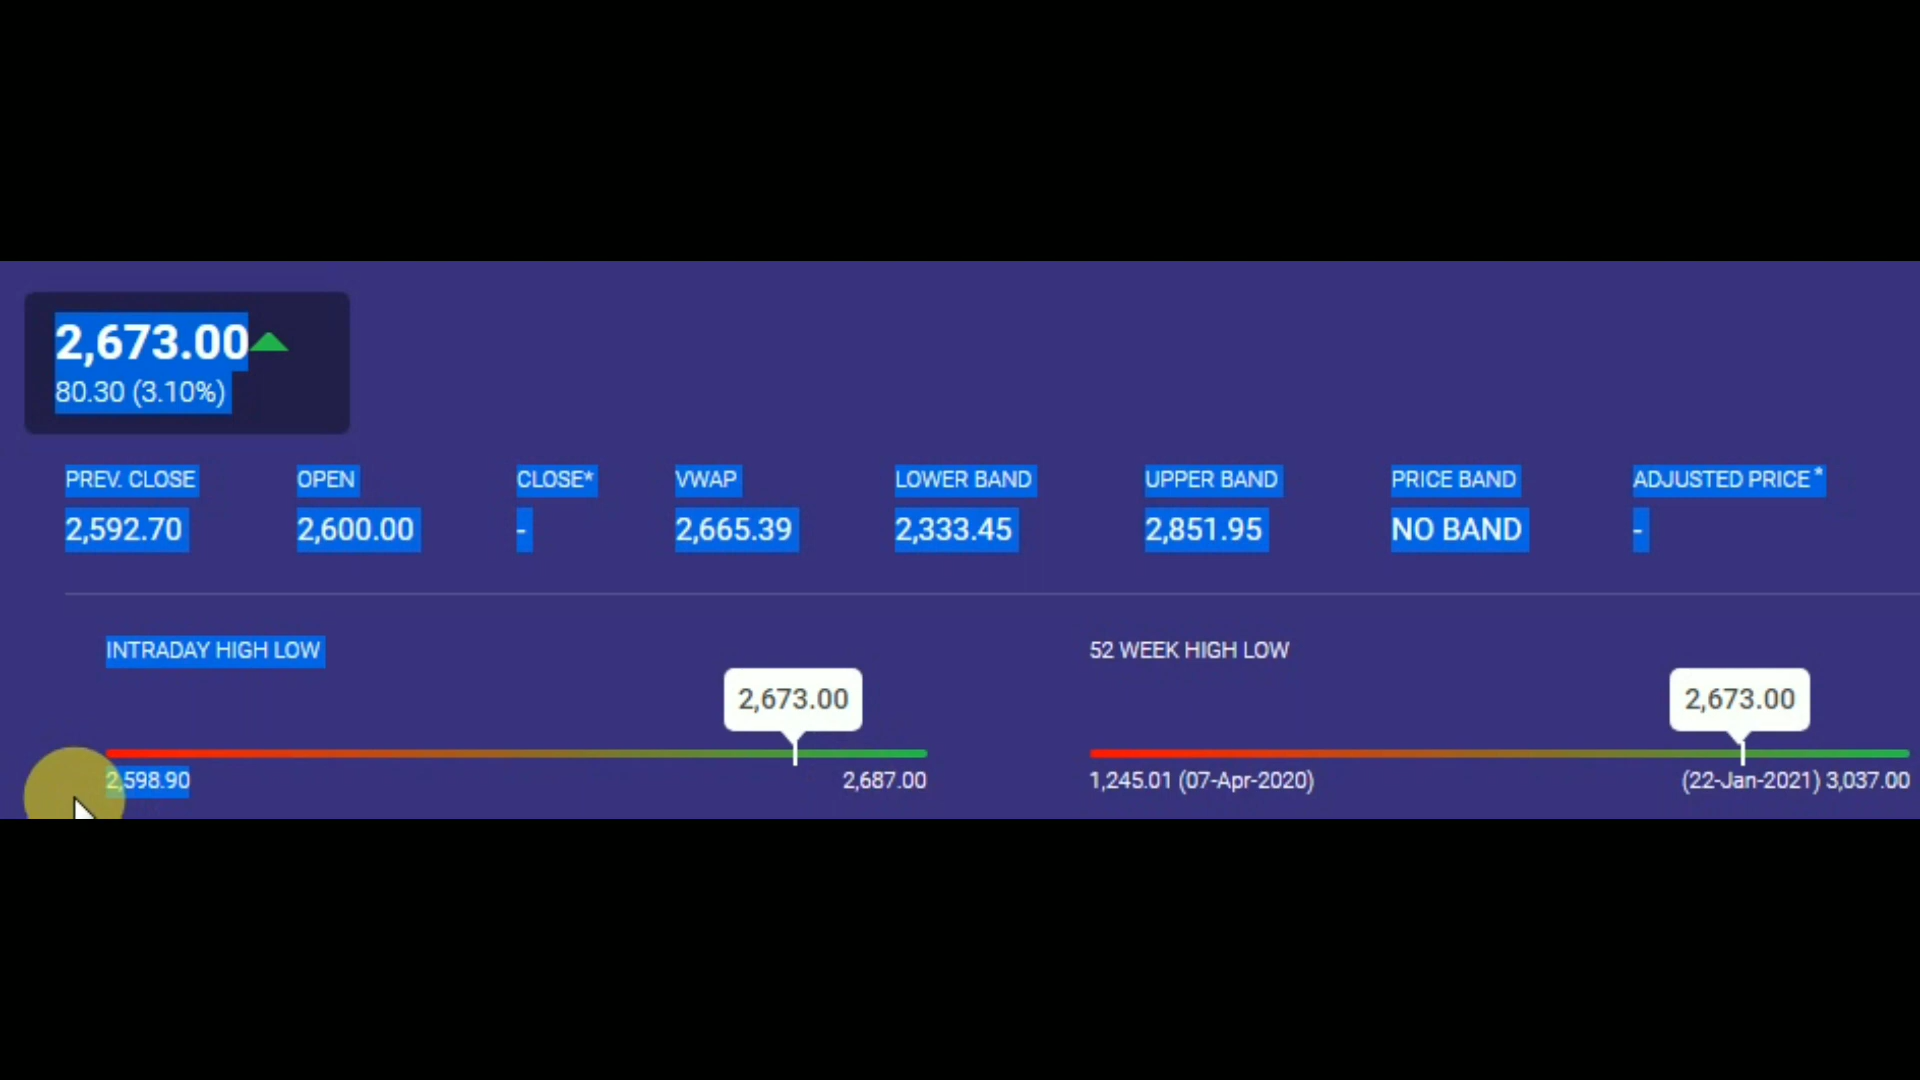 2,673.00
80.30 (3.10%)
PREV. CLOSE OPEN CLOSE* VWAP LOWER BAND UPPER BAND PRICE BAND ADJUSTED PRICE*
2,592.70 2,600.00 - 2,665.39 2,333.45 2,851.95 NO BAND -
INTRADAY HIGH LOW 52 WEEK HIGH LOW
2,673.00 2,673.00
2,598.90 2,687.00 1,245.01 (07-Apr-2020) (22-Jan-2021) 3,037.00